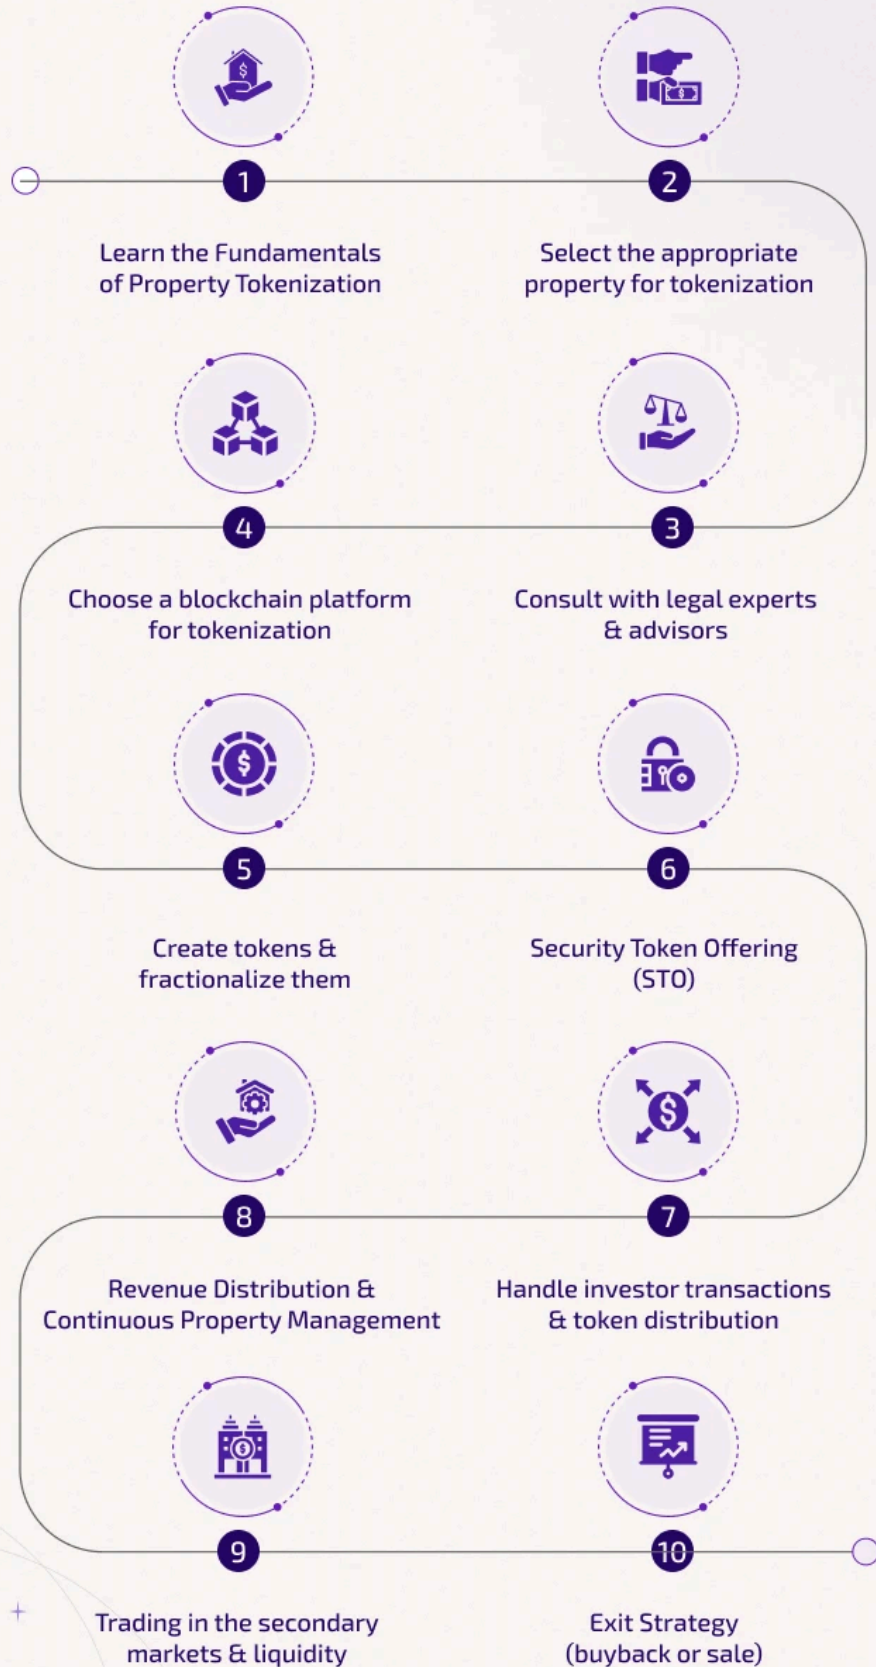 1
Learn the Fundamentals
of Property Tokenization
2
Select the appropriate
property for tokenization
3
Consult with legal experts
& advisors
4
Choose a blockchain platform
for tokenization
5
Create tokens &
fractionalize them
6
Security Token Offering
(STO)
7
Handle investor transactions
& token distribution
8
Revenue Distribution &
Continuous Property Management
9
Trading in the secondary
markets & liquidity
10
Exit Strategy
(buyback or sale)